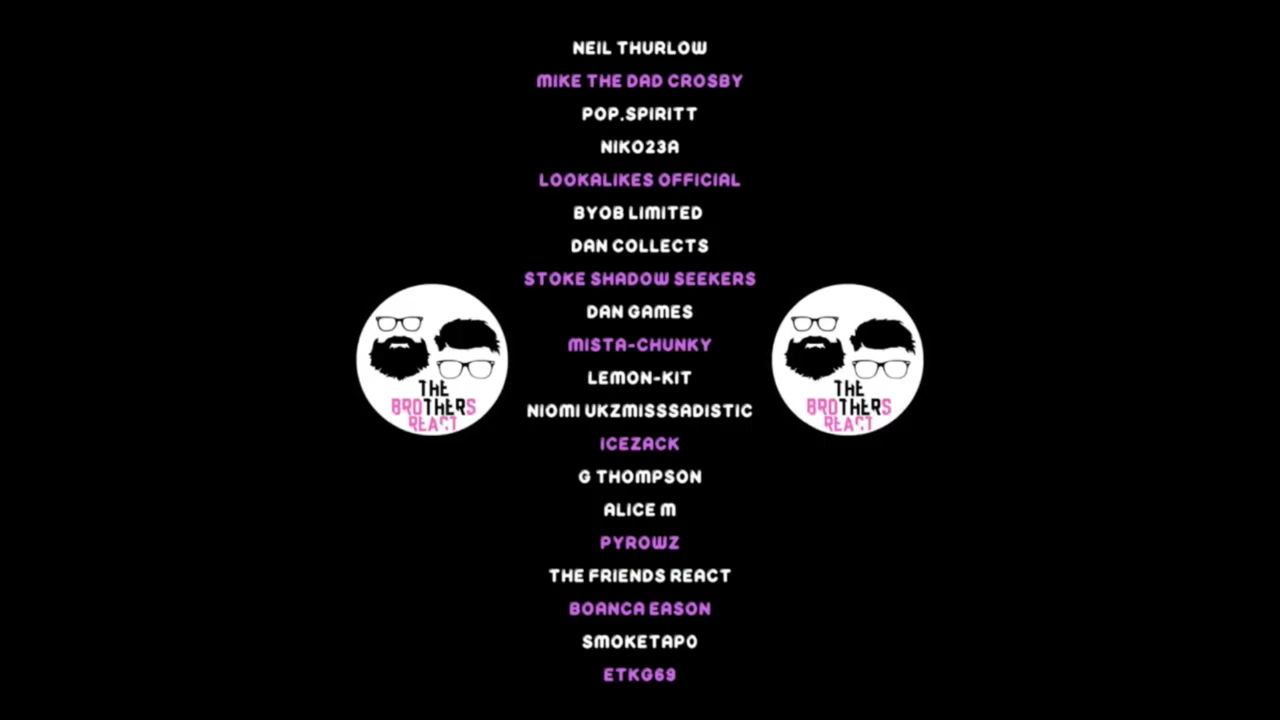 NEIL THURLOW
MIKE THE DAD CROSBY
POP.SPIRITT
NIKO23A
LOOKALIKES OFFICIAL
BYOB LIMITED
DAN COLLECTS
STOKE SHADOW SEEKERS
DAN GAMES
MISTA-CHUNKY
LEMON-KIT
NIOMI UKZMISSSADISTIC
ICEZACK
G THOMPSON
ALICE M
PYROWZ
THE FRIENDS REACT
BOANCA EASON
SMOKETAPO
ETKG69
THE
BROTHERS
REACT
THE
BROTHERS
REACT